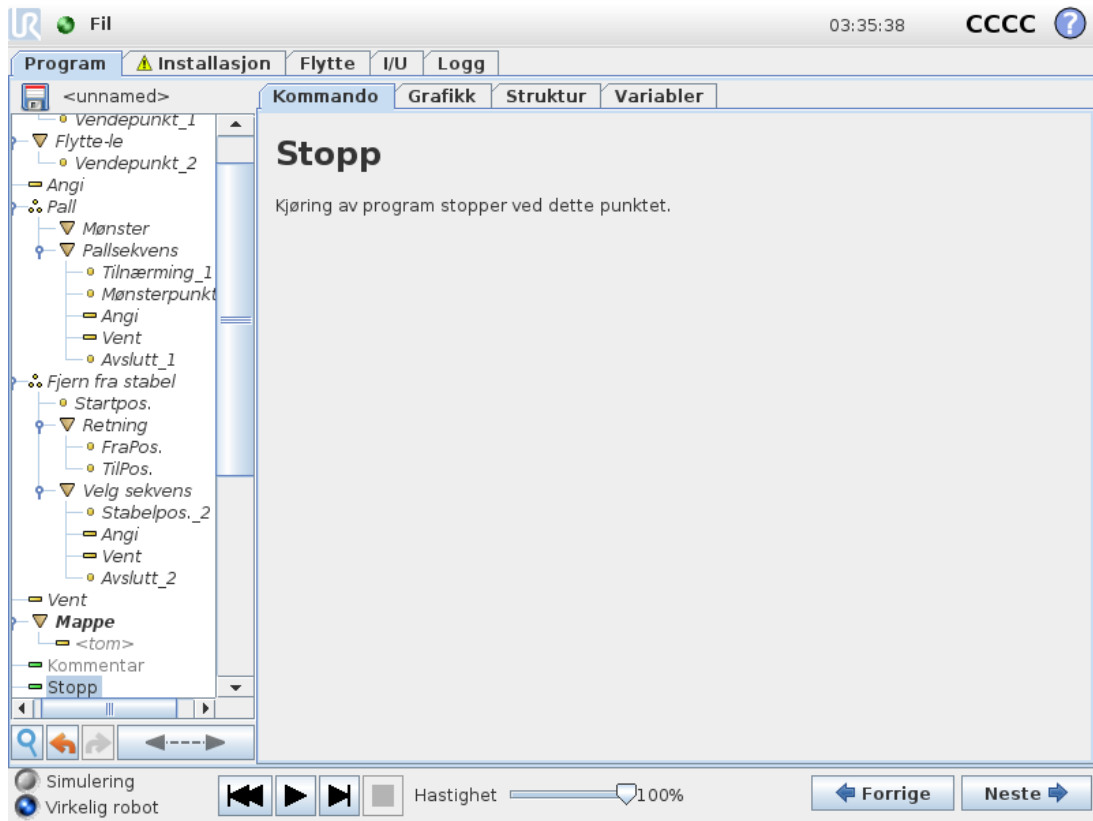 UR Fil 03:35:38 CCCC ?
Program Installasjon Flytte I/U Logg
<unnamed>
Kommando Grafikk Struktur Variabler
Vendepunkt_1
Flytte-le
Vendepunkt_2
Angi
Pall
Mønster
Pallsekvens
Tilnærming_1
Mønsterpunkt
Angi
Vent
Avslutt_1
Fjern fra stabel
Startpos.
Retning
FraPos.
TilPos.
Velg sekvens
Stabelpos._2
Angi
Vent
Avslutt_2
Vent
Mappe
<tom>
Kommentar
Stopp
Stopp
Kjøring av program stopper ved dette punktet.
Simulering
Virkelig robot
Hastighet 100%
Forrige Neste